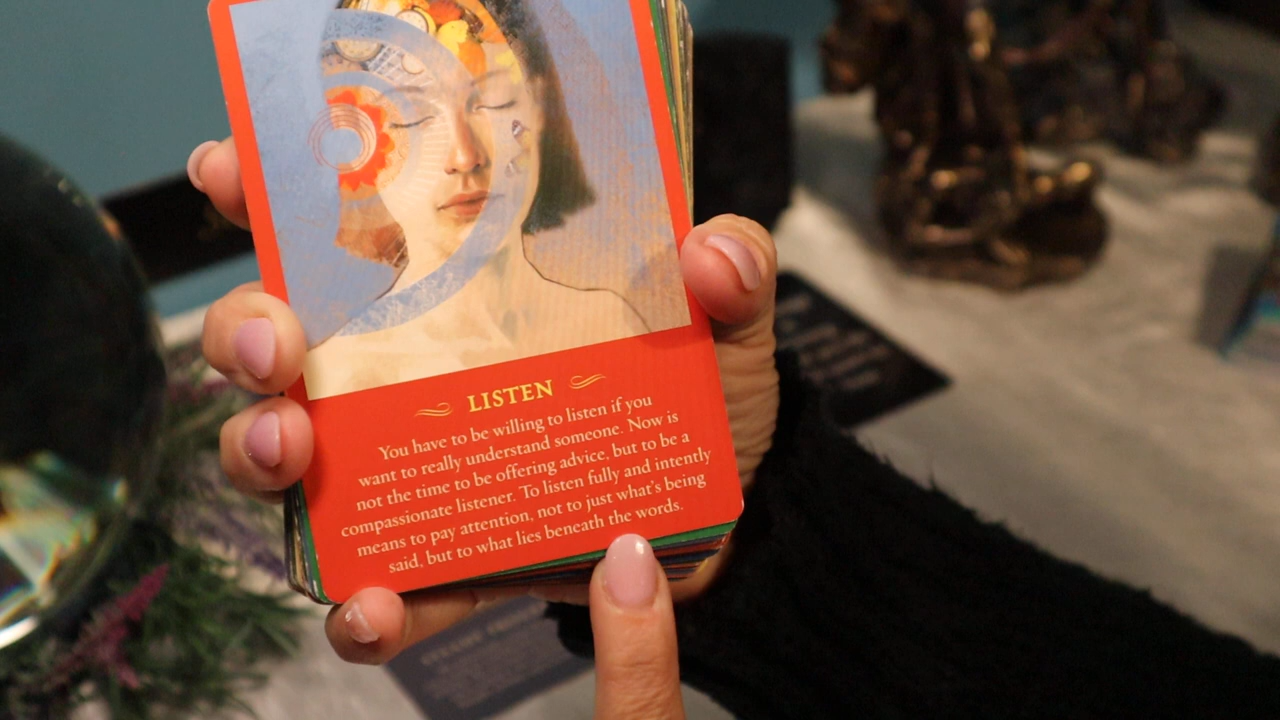 LISTEN
You have to be willing to listen if you
want to really understand someone. Now is
not the time to be offering advice, but to be a
compassionate listener. To listen fully and intently
means to pay attention, not to just what's being
said, but to what lies beneath the words.